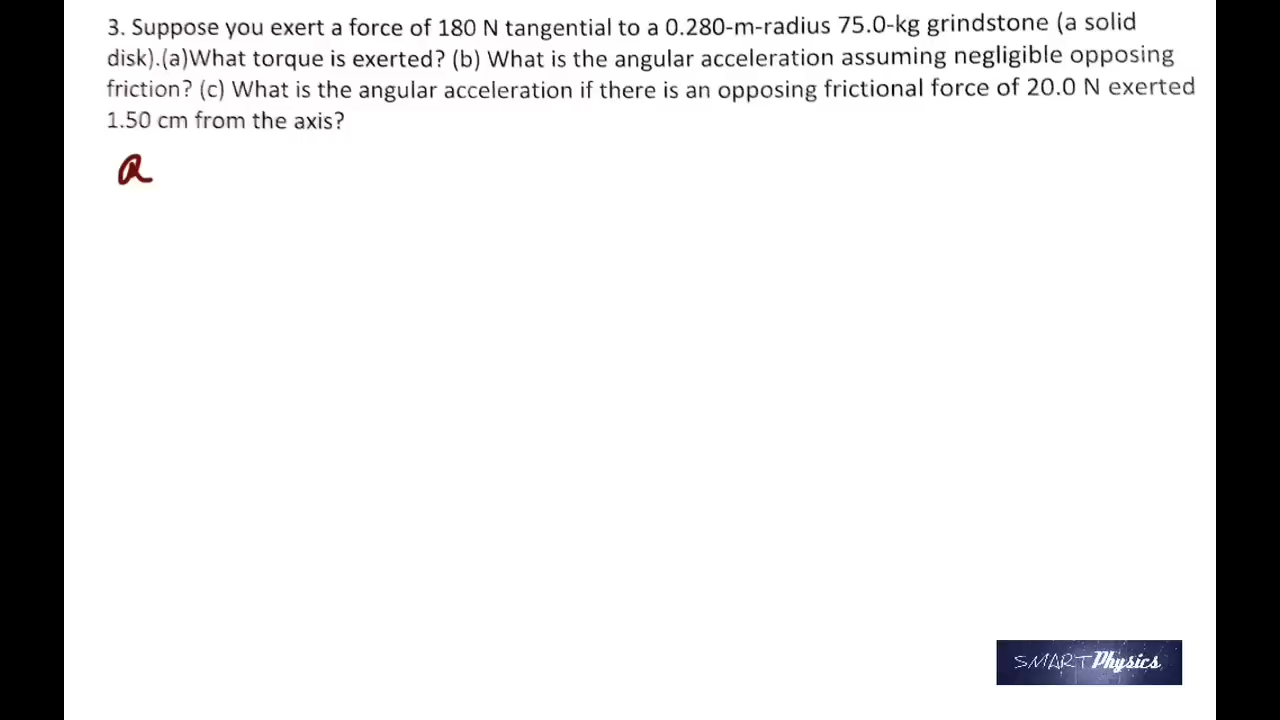 3. Suppose you exert a force of 180 N tangential to a 0.280-m-radius 75.0-kg grindstone (a solid
disk).(a)What torque is exerted? (b) What is the angular acceleration assuming negligible opposing
friction? (c) What is the angular acceleration if there is an opposing frictional force of 20.0 N exerted
1.50 cm from the axis?
a
SMART Physics